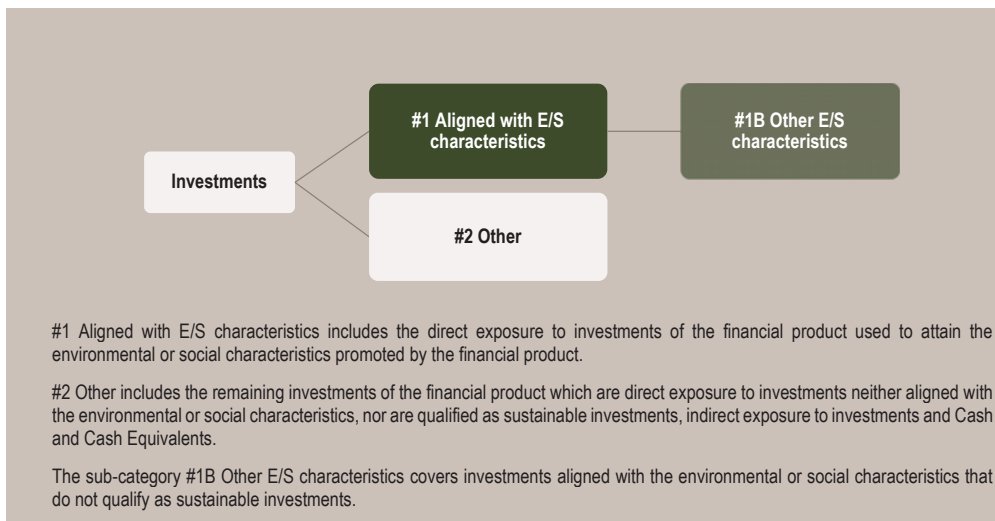 #1 Aligned with E/S
characteristics
#1B Other E/S
characteristics
Investments
#2 Other
#1 Aligned with E/S characteristics includes the direct exposure to investments of the financial product used to attain the
environmental or social characteristics promoted by the financial product.
#2 Other includes the remaining investments of the financial product which are direct exposure to investments neither aligned with
the environmental or social characteristics, nor are qualified as sustainable investments, indirect exposure to investments and Cash
and Cash Equivalents.
The sub-category #1B Other E/S characteristics covers investments aligned with the environmental or social characteristics that
do not qualify as sustainable investments.